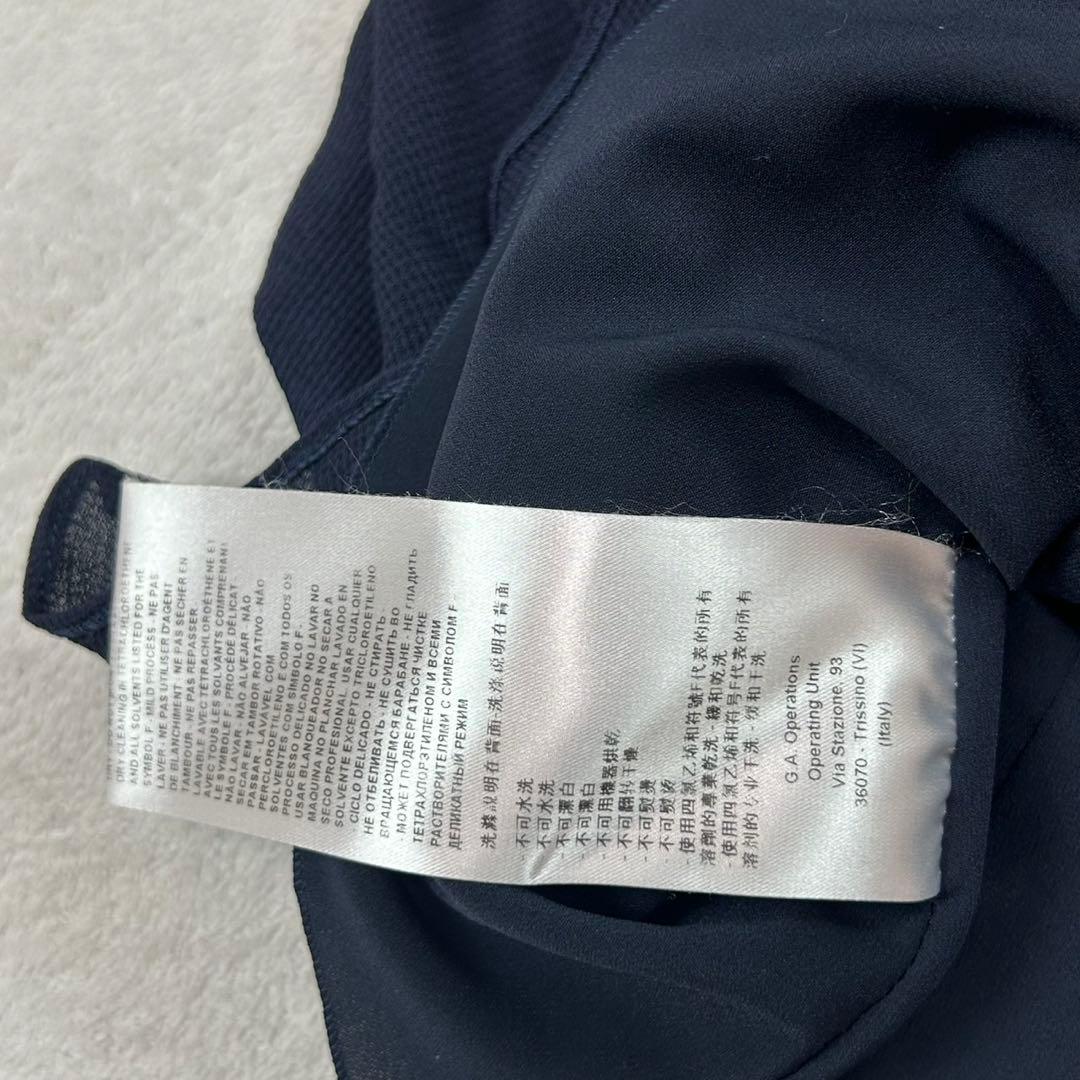 DRY CLEANING IN TETRACHLOROETHENE
AND ALL SOLVENTS LISTED FOR THE
SYMBOL F - MILD PROCESS - NE PAS
LAVER - NE PAS UTILISER D'AGENT
DE BLANCHIMENT - NE PAS SÉCHER EN
TAMBOUR - NE PAS REPASSER -
LAVABLE AVEC TÉTRACHLOROÉTHÈNE ET
AVEC TOUS LES SOLVANTS COMPRENANT
LE SYMBOLE F - PROCÉDÉ DÉLICAT
NÃO LAVAR - NÃO ALVEJAR - NÃO
SECAR EM TAMBOR ROTATIVO - NÃO
PASSAR - LAVÁVEL COM
PERCLOROETILENO E COM TODOS OS
SOLVENTES COM SÍMBOLO F -
PROCESSO DELICADO - NO LAVAR NO
USAR BLANQUEADOR NO SECAR A
MAQUINA NO PLANCHAR LAVADO EN
SECO PROFESIONAL. USAR CUALQUIER
SOLVENTE EXCEPTO TRICLOROETILENO
CICLO DELICADO - НЕ СТИРАТЬ -
НЕ ОТБЕЛИВАТЬ - НЕ СУШИТЬ ВО
ВРАЩАЮЩЕМСЯ БАРАБАНЕ - НЕ ГЛАДИТЬ
- МОЖЕТ ПОДВЕРГАТЬСЯ ЧИСТКЕ
ТЕТРАХЛОРЭТИЛЕНОМ И ВСЕМИ
РАСТВОРИТЕЛЯМИ С СИМВОЛОМ F -
ДЕЛИКАТНЫЙ РЕЖИМ
洗滌說明在背面-洗涤说明在背面
- 不可水洗
- 不可水洗
- 不可漂白
- 不可漂白
- 不可用機器烘乾
- 不可翻转干燥
- 不可熨燙
- 不可熨烫
- 使用四氯乙烯和符號F代表的所有
溶劑的專業乾洗 - 緩和乾洗
- 使用四氯乙烯和符号F代表的所有
溶剂的专业干洗 - 缓和干洗
G.A. Operations
Operating Unit
Via Stazione, 93
36070 - Trissino (VI)
(Italy)